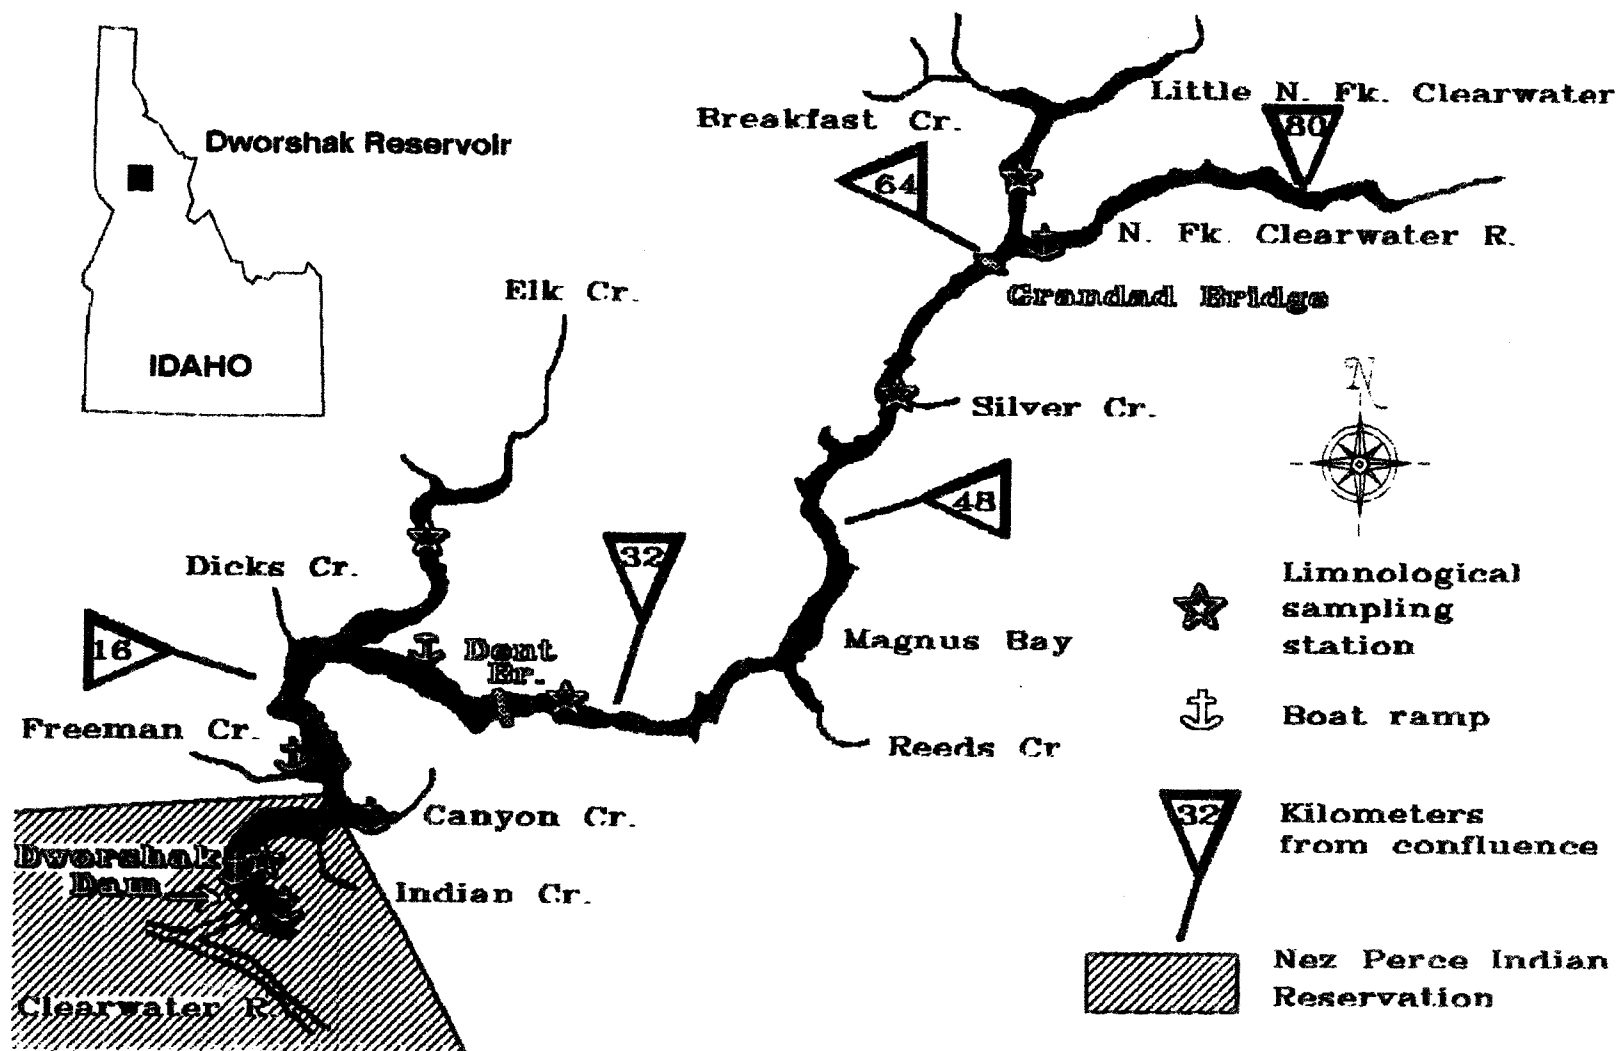 Little N. Fk. Clearwater
Breakfast Cr.
80
Dworshak Reservoir
64
N. Fk. Clearwater R.
Elk Cr.
Grandad Bridge
IDAHO
N
Silver Cr.
48
32
Dicks Cr.
Limnological
sampling
station
16
Dent
Br.
Magnus Bay
Freeman Cr.
Reeds Cr
Boat ramp
Canyon Cr.
32
Kilometers
from confluence
Dworshak
Dam
Indian Cr.
Nez Perce Indian
Reservation
Clearwater R.